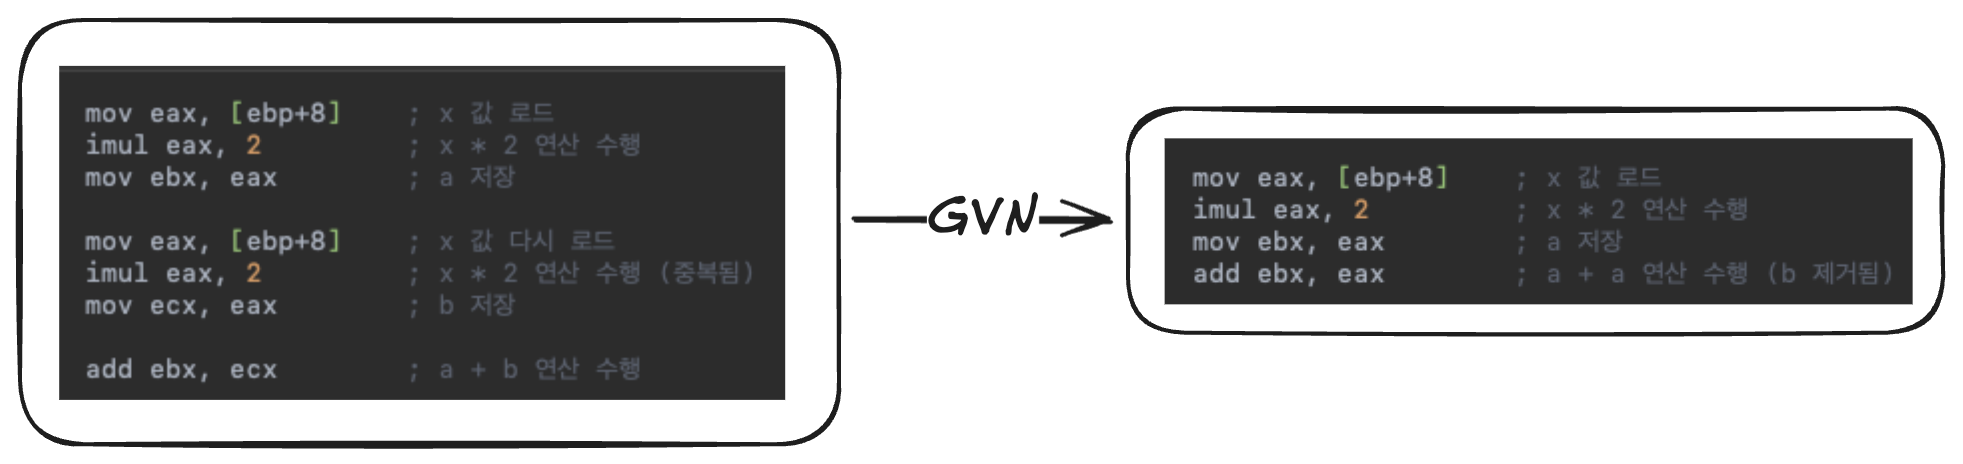 mov eax, [ebp+8]    ; x 값 로드
imul eax, 2         ; x * 2 연산 수행
mov ebx, eax        ; a 저장
mov eax, [ebp+8]    ; x 값 다시 로드
imul eax, 2         ; x * 2 연산 수행 (중복됨)
mov ecx, eax        ; b 저장
add ebx, ecx        ; a + b 연산 수행
GVN
mov eax, [ebp+8]    ; x 값 로드
imul eax, 2         ; x * 2 연산 수행
mov ebx, eax        ; a 저장
add ebx, eax        ; a + a 연산 수행 (b 제거됨)